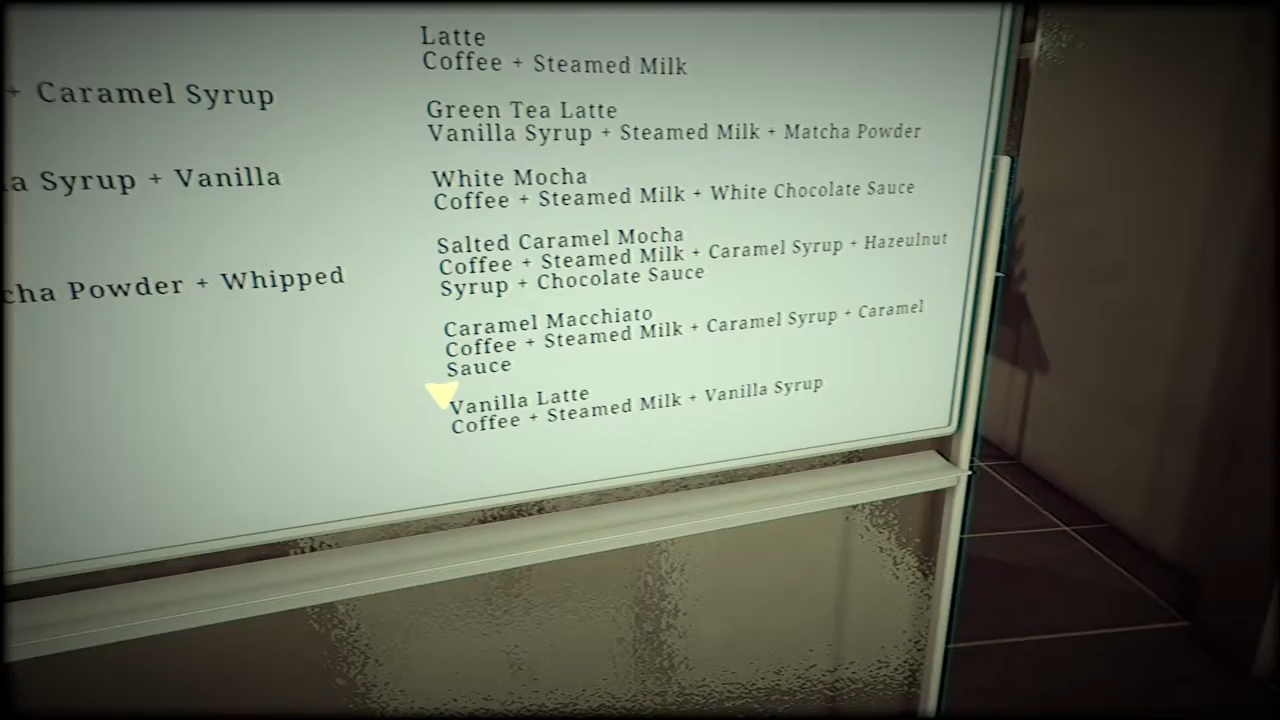 + Caramel Syrup
a Syrup + Vanilla
cha Powder + Whipped
Latte
Coffee + Steamed Milk
Green Tea Latte
Vanilla Syrup + Steamed Milk + Matcha Powder
White Mocha
Coffee + Steamed Milk + White Chocolate Sauce
Salted Caramel Mocha
Coffee + Steamed Milk + Caramel Syrup + Hazeulnut
Syrup + Chocolate Sauce
Caramel Macchiato
Coffee + Steamed Milk + Caramel Syrup + Caramel
Sauce
Vanilla Latte
Coffee + Steamed Milk + Vanilla Syrup